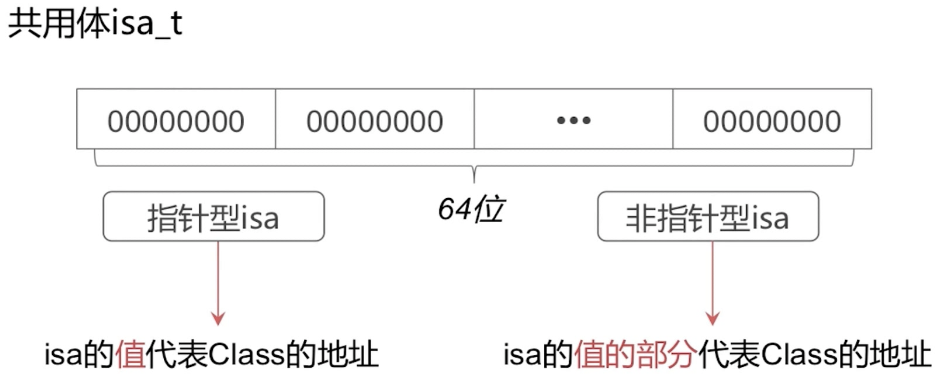 共用体isa_t
00000000 00000000 ••• 00000000
64位
指针型isa 非指针型isa
isa的值代表Class的地址 isa的值的部分代表Class的地址